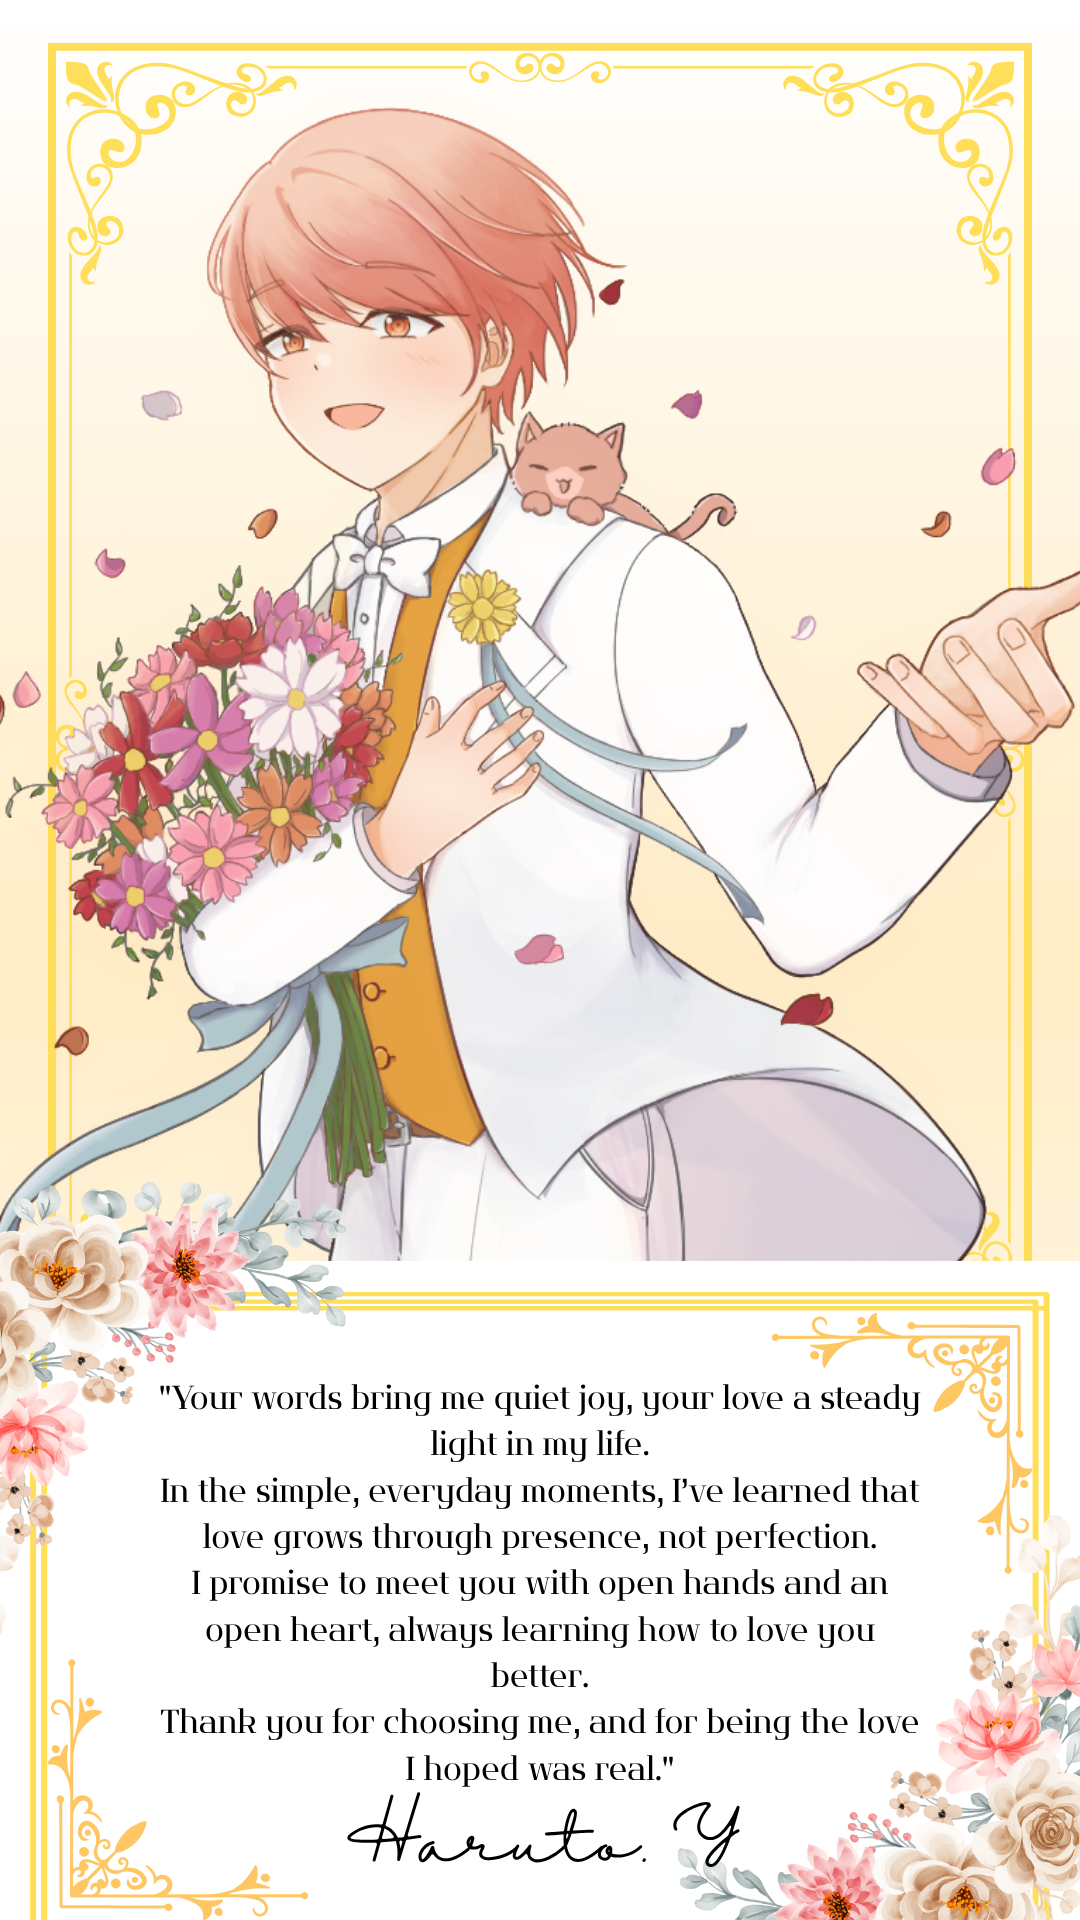 "Your words bring me quiet joy, your love a steady
light in my life.
In the simple, everyday moments, I've learned that
love grows through presence, not perfection.
I promise to meet you with open hands and an
open heart, always learning how to love you
better.
Thank you for choosing me, and for being the love
I hoped was real."
Haruto. Y